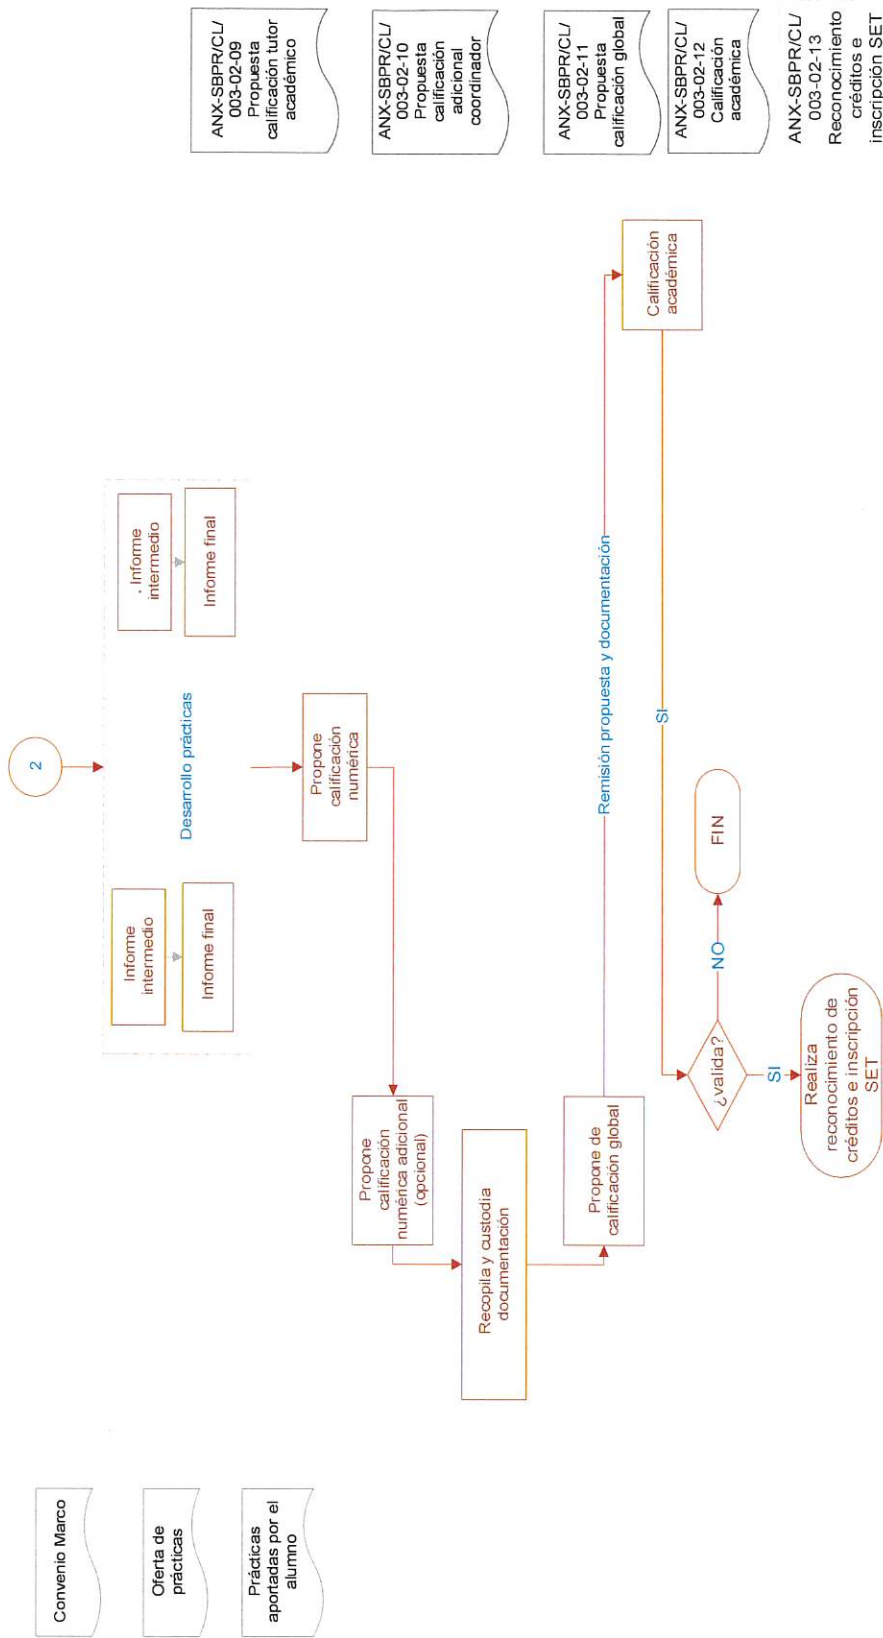 Convenio Marco
Oferta de
prácticas
Prácticas
aportadas por el
alumno
2
Informe
intermedio
Informe final
Desarrollo prácticas
. Informe
intermedio
Informe final
Propone
calificación
numérica
Propone
calificación
numérica adicional
(opcional)
Recopila y custodia
documentación
Propone de
calificación global
Remisión propuesta y documentación
Calificación
académica
SI
¿valida?
NO
FIN
SI
Realiza
reconocimiento de
créditos e inscripción
SET
ANX-SBPR/CL/
003-02-09
Propuesta
calificación tutor
académico
ANX-SBPR/CL/
003-02-10
Propuesta
calificación
adicional
coordinador
ANX-SBPR/CL/
003-02-11
Propuesta
calificación global
ANX-SBPR/CL/
003-02-12
Calificación
académica
ANX-SBPR/CL/
003-02-13
Reconocimiento
créditos e
inscripción SET